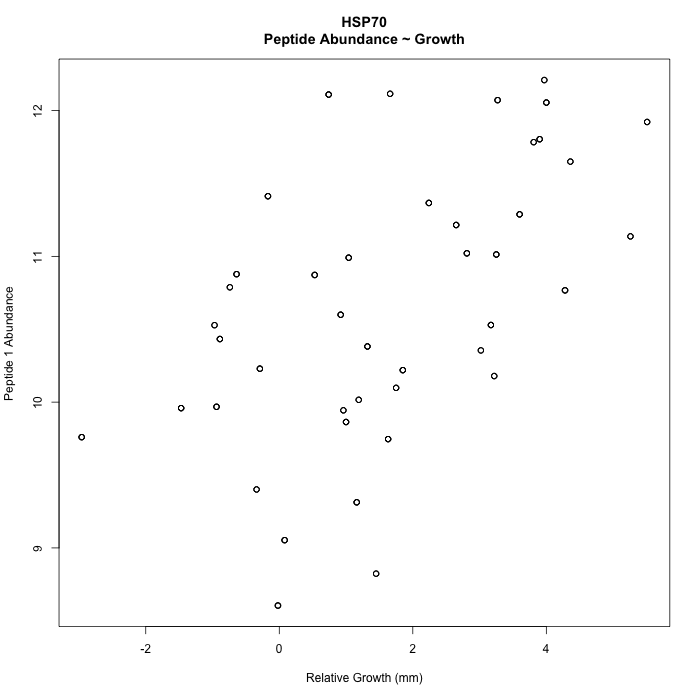 HSP70
Peptide Abundance ~ Growth
12
11
10
9
Peptide 1 Abundance
-2
0
2
4
Relative Growth (mm)